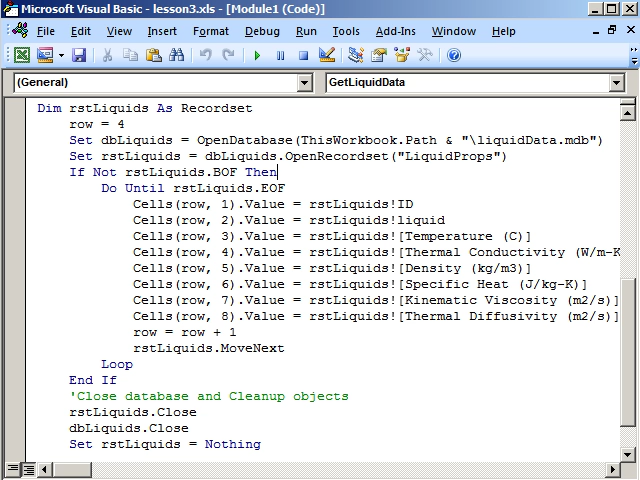 Microsoft Visual Basic - lesson3.xls - [Module1 (Code)]
File Edit View Insert Format Debug Run Tools Add-Ins Window Help
(General) GetLiquidData
Dim rstLiquids As Recordset
row = 4
Set dbLiquids = OpenDatabase(ThisWorkbook.Path & "\liquidData.mdb")
Set rstLiquids = dbLiquids.OpenRecordset("LiquidProps")
If Not rstLiquids.BOF Then
Do Until rstLiquids.EOF
Cells(row, 1).Value = rstLiquids!ID
Cells(row, 2).Value = rstLiquids!liquid
Cells(row, 3).Value = rstLiquids![Temperature (C)]
Cells(row, 4).Value = rstLiquids![Thermal Conductivity (W/m-K
Cells(row, 5).Value = rstLiquids![Density (kg/m3)]
Cells(row, 6).Value = rstLiquids![Specific Heat (J/kg-K)]
Cells(row, 7).Value = rstLiquids![Kinematic Viscosity (m2/s)]
Cells(row, 8).Value = rstLiquids![Thermal Diffusivity (m2/s)]
row = row + 1
rstLiquids.MoveNext
Loop
End If
'Close database and Cleanup objects
rstLiquids.Close
dbLiquids.Close
Set rstLiquids = Nothing